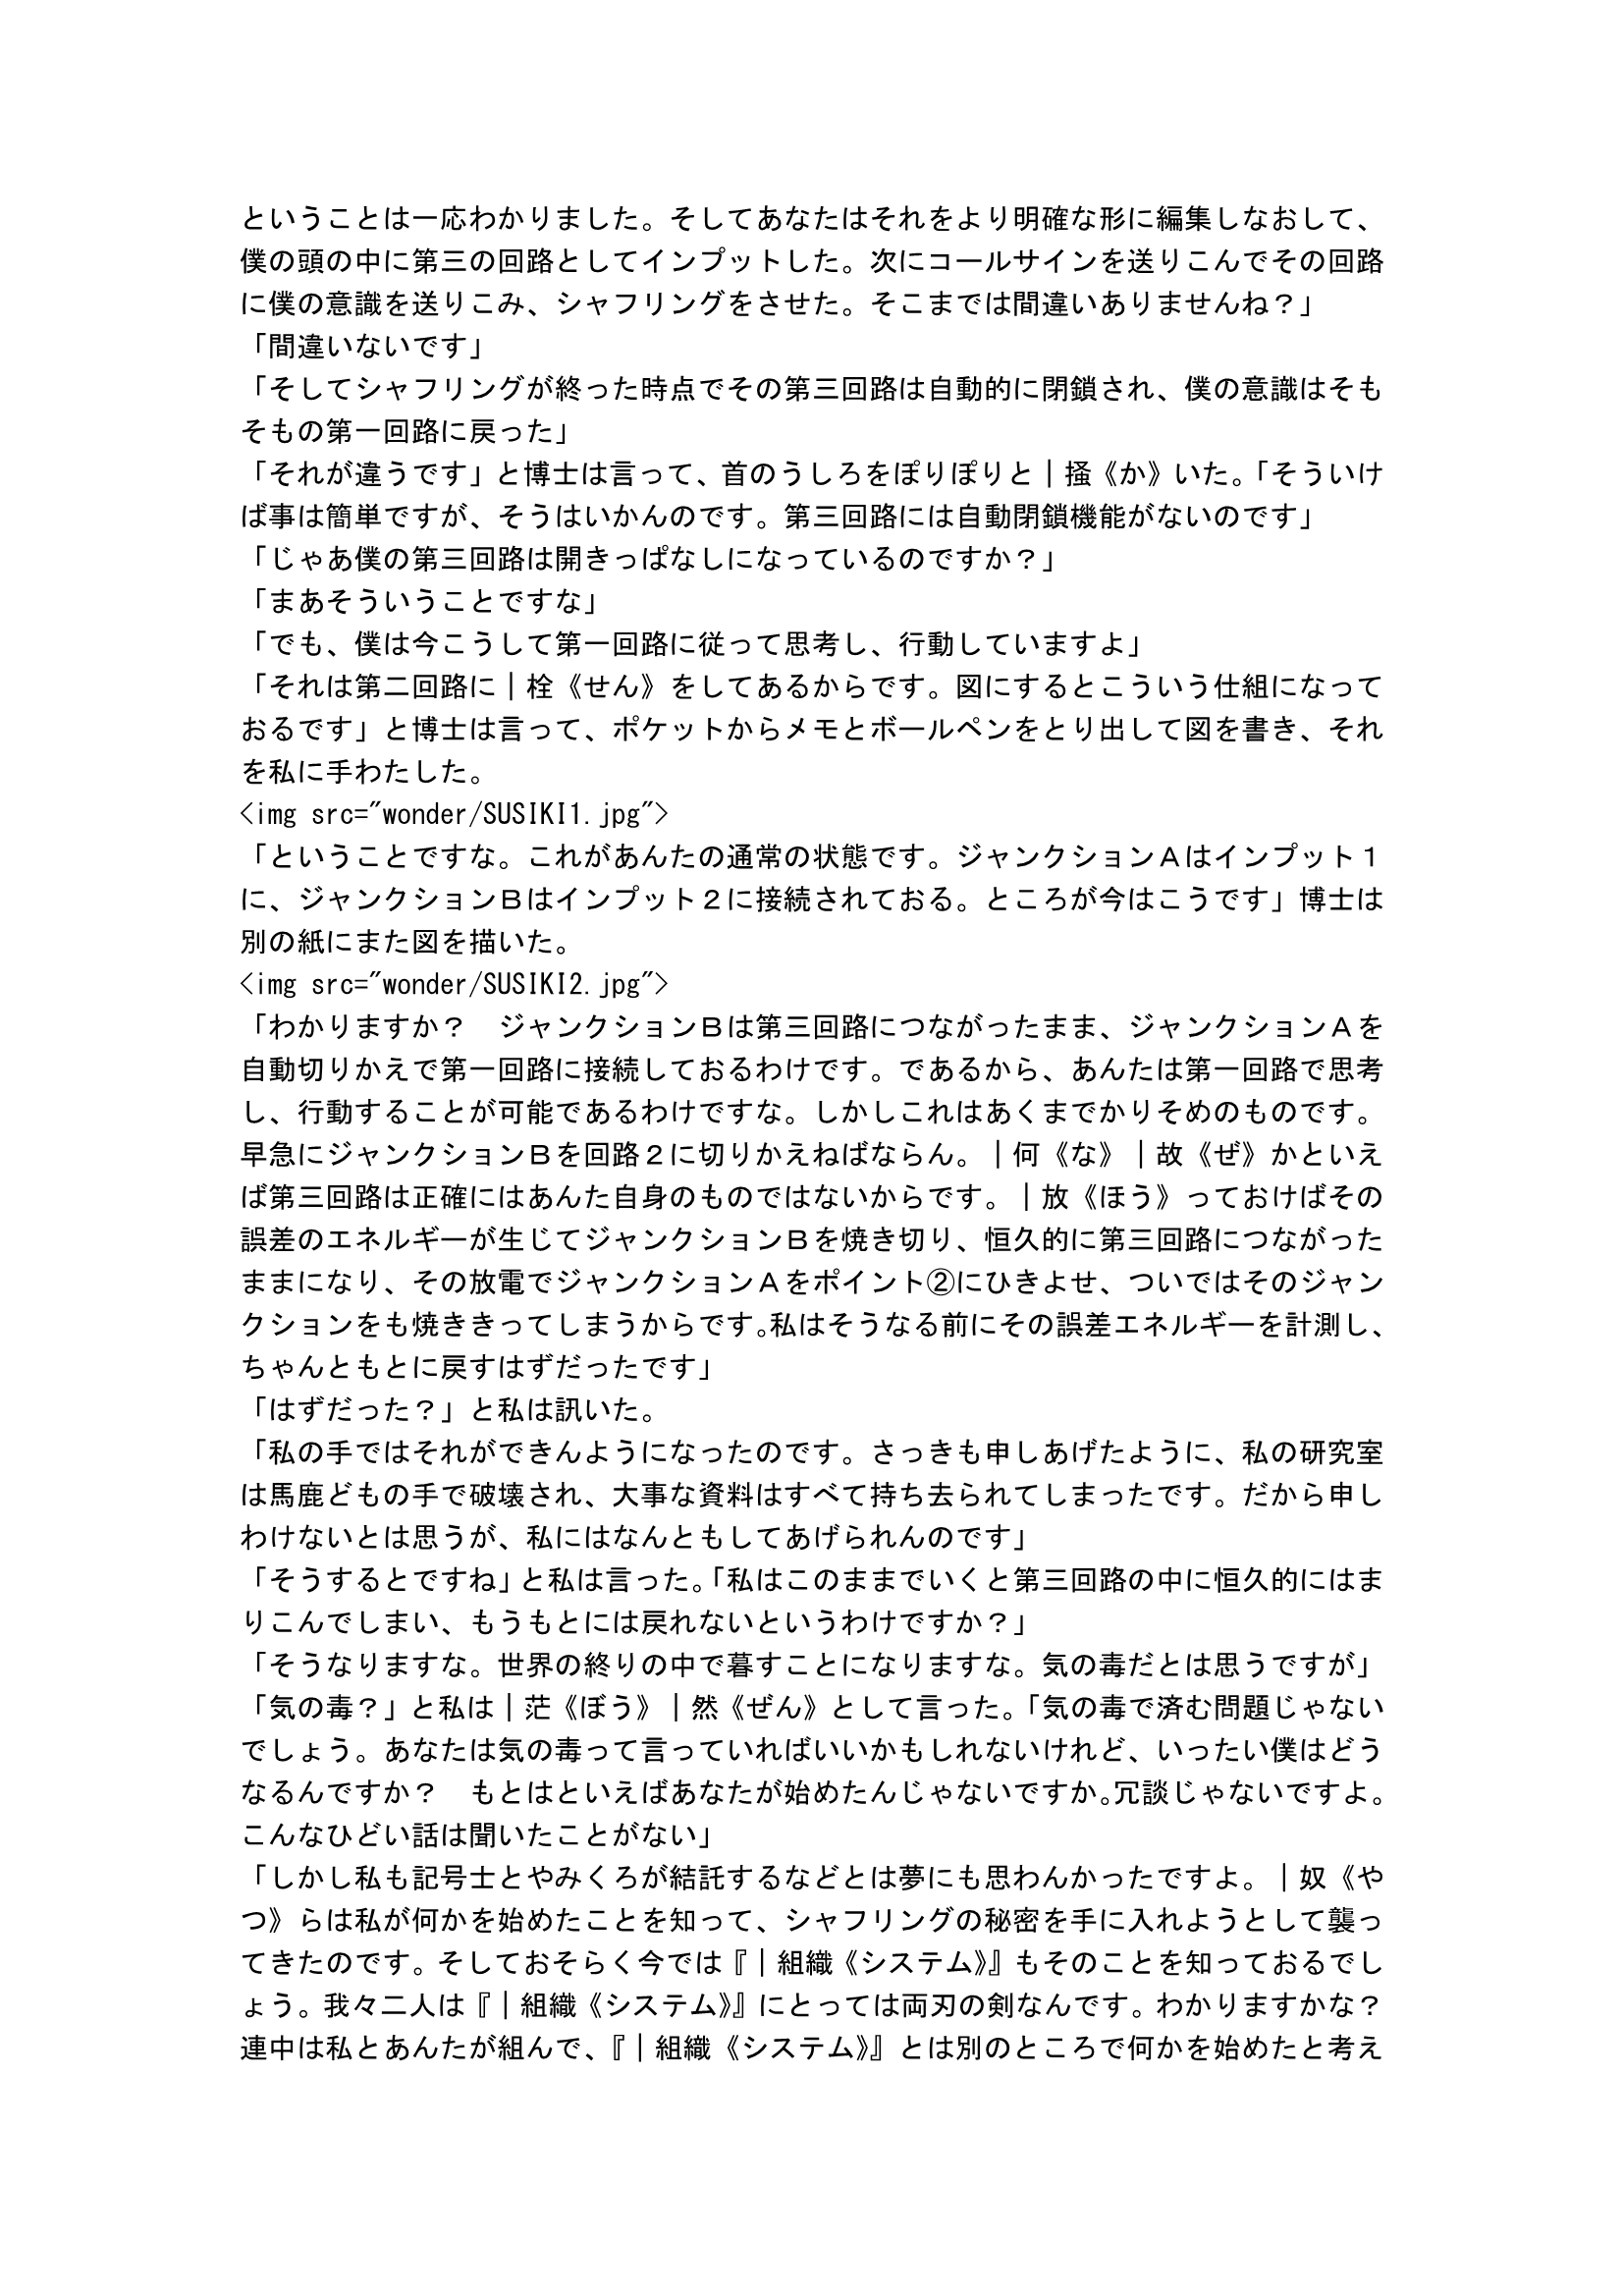 ということは一応わかりました。そしてあなたはそれをより明確な形に編集しなおして、
僕の頭の中に第三の回路としてインプットした。次にコールサインを送りこんでその回路
に僕の意識を送りこみ、シャフリングをさせた。そこまでは間違いありませんね？」
「間違いないです」
「そしてシャフリングが終った時点でその第三回路は自動的に閉鎖され、僕の意識はそも
そもの第一回路に戻った」
「それが違うです」と博士は言って、首のうしろをぽりぽりと｜掻《か》いた。「そういけ
ば事は簡単ですが、そうはいかんのです。第三回路には自動閉鎖機能がないのです」
「じゃあ僕の第三回路は開きっぱなしになっているのですか？」
「まあそういうことですな」
「でも、僕は今こうして第一回路に従って思考し、行動していますよ」
「それは第二回路に｜栓《せん》をしてあるからです。図にするとこういう仕組になって
おるです」と博士は言って、ポケットからメモとボールペンをとり出して図を書き、それ
を私に手わたした。
<img src="wonder/SUSIKI1.jpg">
「ということですな。これがあんたの通常の状態です。ジャンクションＡはインプット１
に、ジャンクションＢはインプット２に接続されておる。ところが今はこうです」博士は
別の紙にまた図を描いた。
<img src="wonder/SUSIKI2.jpg">
「わかりますか？　ジャンクションＢは第三回路につながったまま、ジャンクションＡを
自動切りかえで第一回路に接続しておるわけです。であるから、あんたは第一回路で思考
し、行動することが可能であるわけですな。しかしこれはあくまでかりそめのものです。
早急にジャンクションＢを回路２に切りかえねばならん。｜何《な》｜故《ぜ》かといえ
ば第三回路は正確にはあんた自身のものではないからです。｜放《ほう》っておけばその
誤差のエネルギーが生じてジャンクションＢを焼き切り、恒久的に第三回路につながった
ままになり、その放電でジャンクションＡをポイント②にひきよせ、ついではそのジャン
クションをも焼ききってしまうからです。私はそうなる前にその誤差エネルギーを計測し、
ちゃんともとに戻すはずだったです」
「はずだった？」と私は訊いた。
「私の手ではそれができんようになったのです。さっきも申しあげたように、私の研究室
は馬鹿どもの手で破壊され、大事な資料はすべて持ち去られてしまったです。だから申し
わけないとは思うが、私にはなんともしてあげられんのです」
「そうするとですね」と私は言った。「私はこのままでいくと第三回路の中に恒久的にはま
りこんでしまい、もうもとには戻れないというわけですか？」
「そうなりますな。世界の終りの中で暮すことになりますな。気の毒だとは思うですが」
「気の毒？」と私は｜茫《ぼう》｜然《ぜん》として言った。「気の毒で済む問題じゃない
でしょう。あなたは気の毒って言っていればいいかもしれないけれど、いったい僕はどう
なるんですか？　もとはといえばあなたが始めたんじゃないですか。冗談じゃないですよ。
こんなひどい話は聞いたことがない」
「しかし私も記号士とやみくろが結託するなどとは夢にも思わんかったですよ。｜奴《や
つ》らは私が何かを始めたことを知って、シャフリングの秘密を手に入れようとして襲っ
てきたのです。そしておそらく今では『｜組織《システム》』もそのことを知っておるでし
ょう。我々二人は『｜組織《システム》』にとっては両刃の剣なんです。わかりますかな？
連中は私とあんたが組んで、『｜組織《システム》』とは別のところで何かを始めたと考え